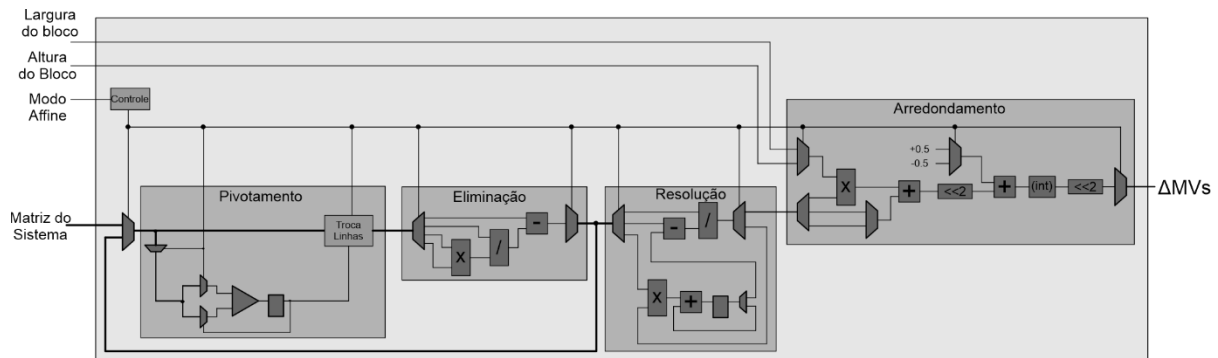 Largura
do bloco
Altura
do Bloco
Modo
Affine
Controle
Matriz do
Sistema
Pivotamento
Troca
Linhas
Eliminação
X
/
-
Resolução
-
/
X
+
Arredondamento
+0.5
-0.5
X
+
<<2
+
(int)
<<2
ΔMVs